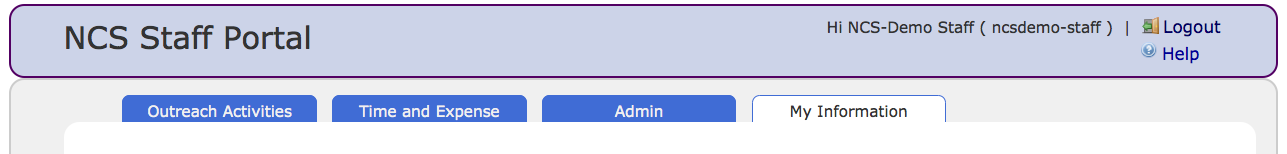 NCS Staff Portal
Hi NCS-Demo Staff ( ncsdemo-staff ) | Logout
Help
Outreach Activities Time and Expense Admin My Information